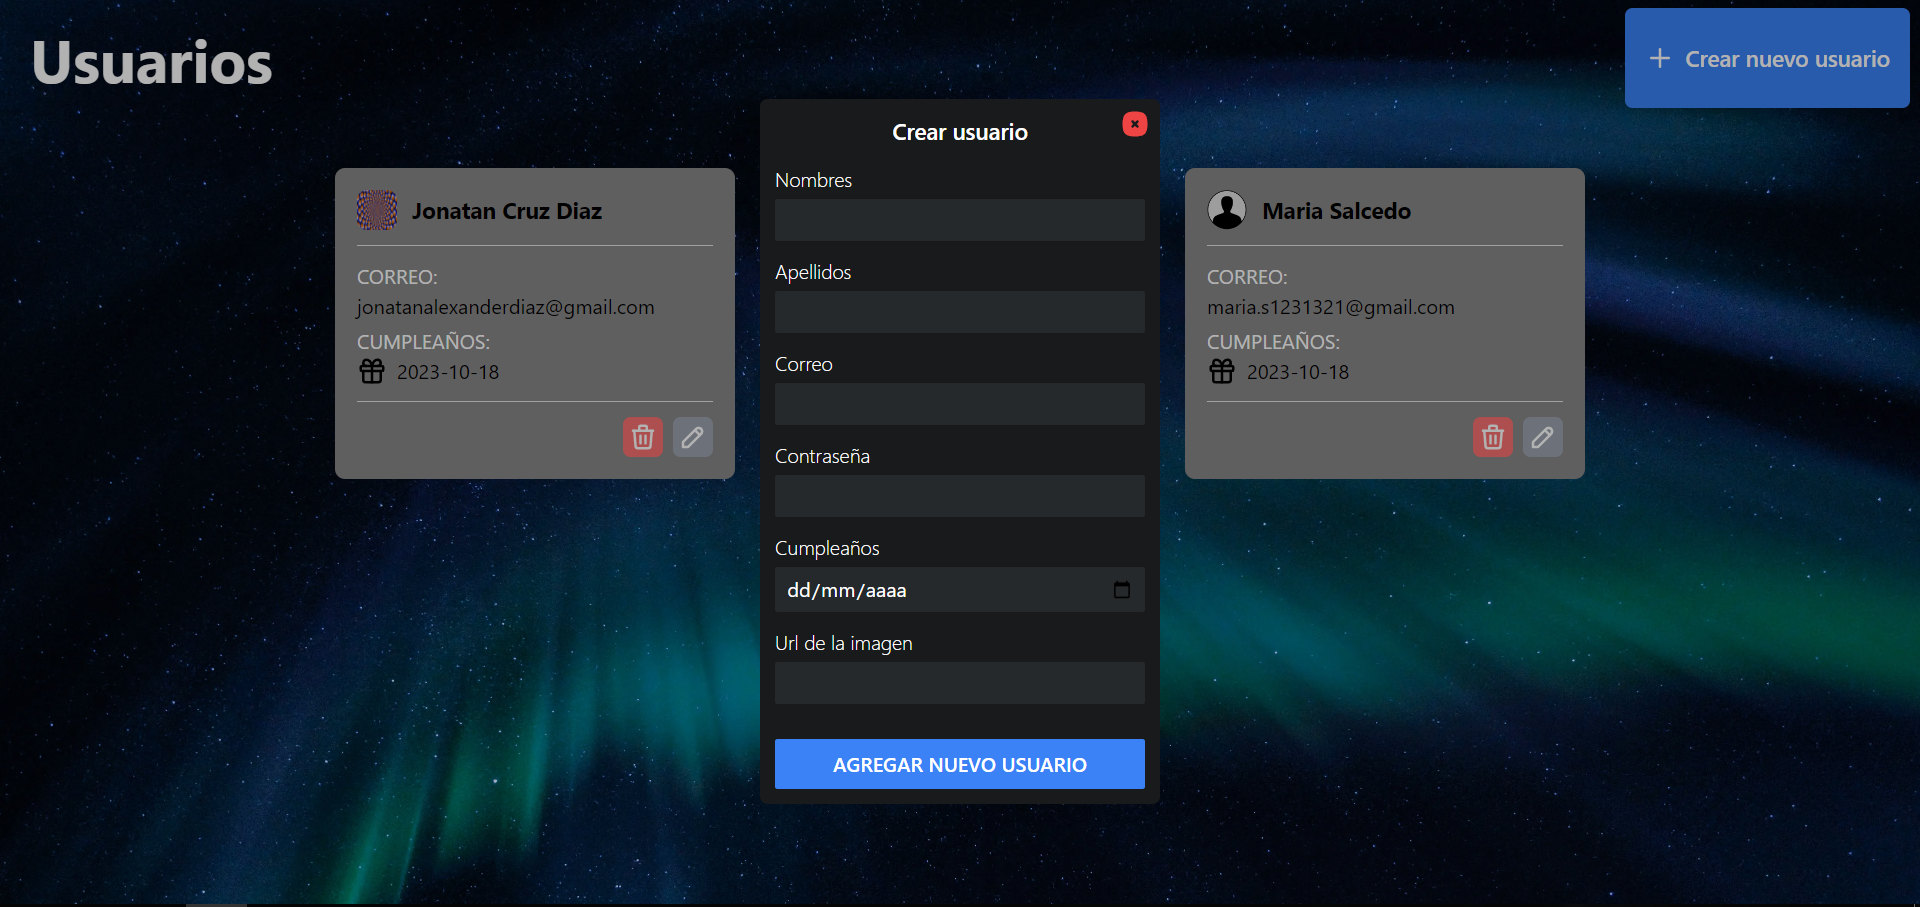 Usuarios
Crear nuevo usuario
Jonatan Cruz Diaz
CORREO:
jonatanalexanderdiaz@gmail.com
CUMPLEAÑOS:
2023-10-18
Crear usuario
Nombres
Apellidos
Correo
Contraseña
Cumpleaños
dd/mm/aaaa
Url de la imagen
AGREGAR NUEVO USUARIO
Maria Salcedo
CORREO:
maria.s1231321@gmail.com
CUMPLEAÑOS:
2023-10-18